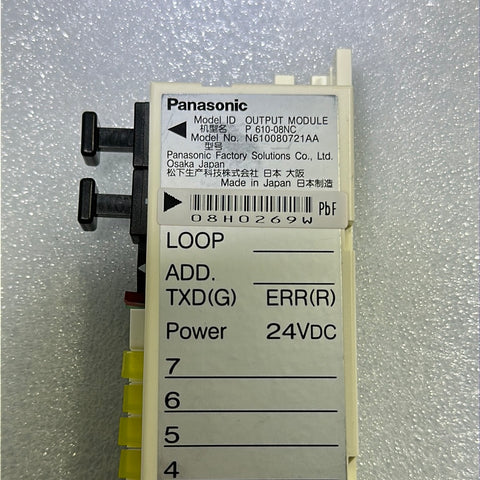 Panasonic
Model ID OUTPUT MODULE
机型名 P 610-08NC
Model No. N610080721AA
型号
Panasonic Factory Solutions Co., Ltd.
Osaka Japan
松下生产科技株式会社 日本 大阪
Made in Japan 日本制造
08H0269W PbF
LOOP
ADD.
TXD(G) ERR(R)
Power 24VDC
7
6
5
4